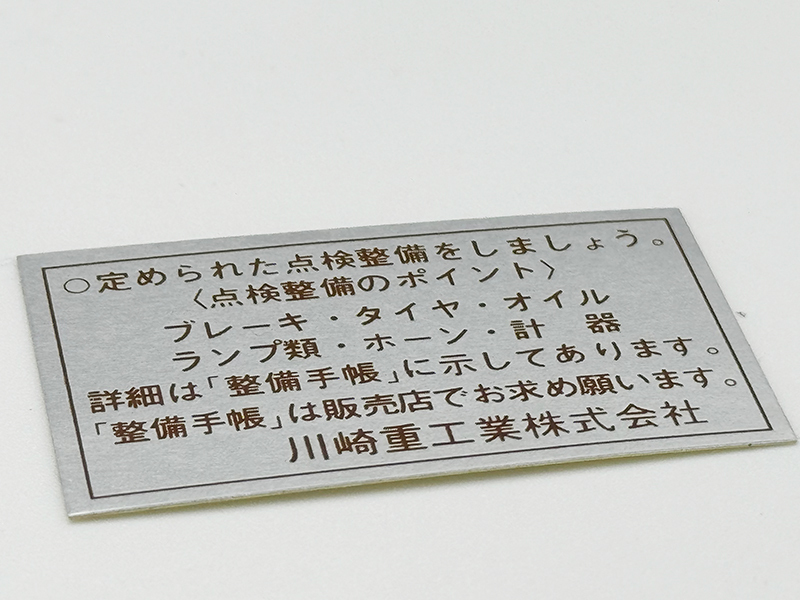 ○定められた点検整備をしましょう。
〈点検整備のポイント〉
ブレーキ・タイヤ・オイル
ランプ類・ホーン・計 器
詳細は「整備手帳」に示してあります。
「整備手帳」は販売店でお求め願います。
川崎重工業株式会社